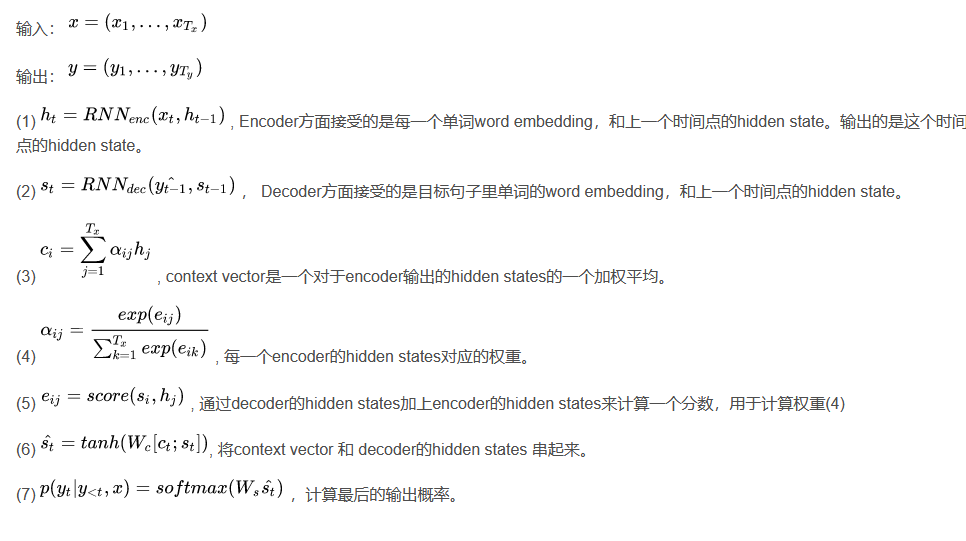 输入： x = (x_1, . . . , x_{T_x})
输出： y = (y_1, . . . , y_{T_y})
(1) h_t = RNN_{enc}(x_t, h_{t−1}) , Encoder方面接受的是每一个单词word embedding，和上一个时间点的hidden state。输出的是这个时间
点的hidden state。
(2) s_t = RNN_{dec}(\hat{y_{t−1}}, s_{t−1}) ， Decoder方面接受的是目标句子里单词的word embedding，和上一个时间点的hidden state。
(3) c_i = \sum_{j=1}^{T_x} α_{ij}h_j , context vector是一个对于encoder输出的hidden states的一个加权平均。
(4) α_{ij} = \frac{exp(e_{ij})}{\sum_{k=1}^{T_x} exp(e_{ik})} , 每一个encoder的hidden states对应的权重。
(5) e_{ij} = score(s_i, h_j) , 通过decoder的hidden states加上encoder的hidden states来计算一个分数，用于计算权重(4)
(6) \hat{s_t} = tanh(W_c[c_t; s_t]), 将context vector 和 decoder的hidden states 串起来。
(7) p(y_t|y_{<t}, x) = softmax(W_s\hat{s_t}) ，计算最后的输出概率。